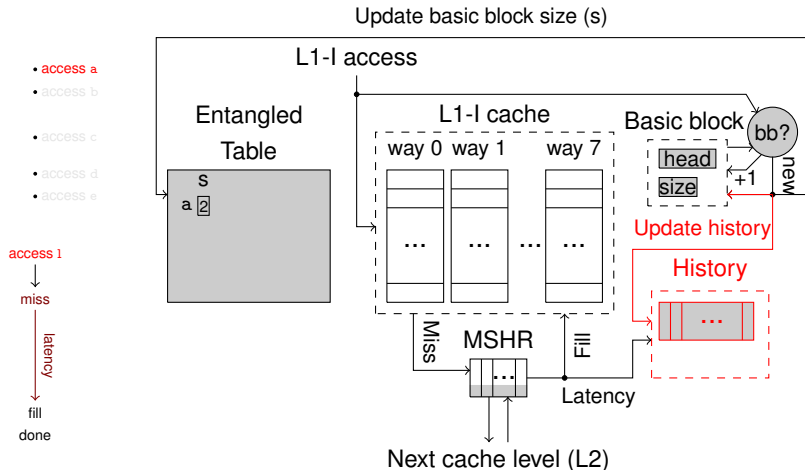 Update basic block size (s)
access a
access b
access c
access d
access e
access l
miss
latency
fill
done
L1-I access
Entangled
Table
s
a 2
L1-I cache
way 0 way 1 way 7
... ... ... ...
Basic block
head
size
bb?
+1
new
Update history
History
...
Miss
MSHR
...
Fill
Latency
Next cache level (L2)